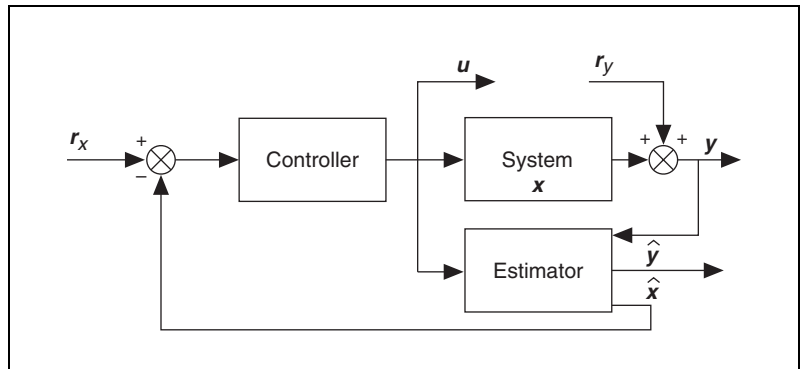 u
r_y
r_x
+
−
Controller
System
x
+
+
y
Estimator
ŷ
x̂